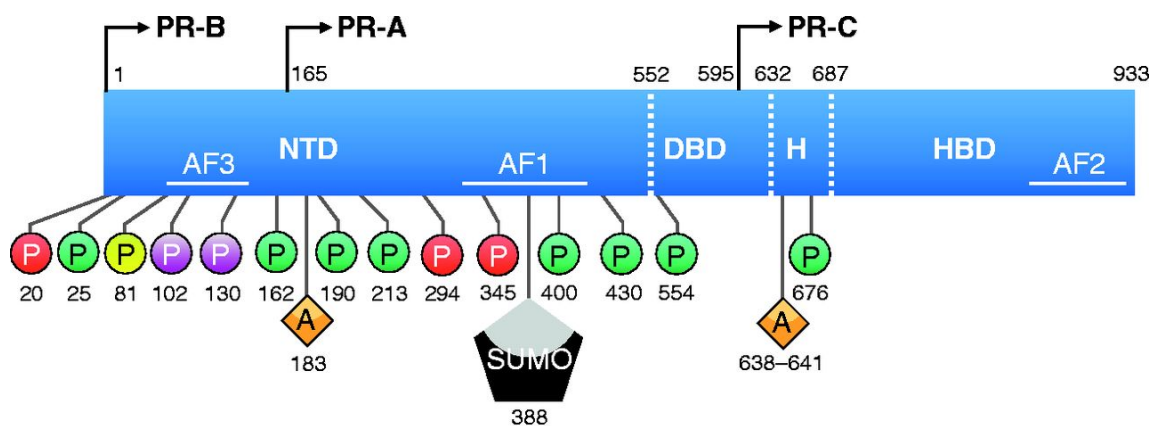 PR-B PR-A PR-C
1 165 552 595 632 687 933
NTD DBD H HBD
AF3 AF1 AF2
P P P P P P P P P P P P P P
20 25 81 102 130 162 190 213 294 345 400 430 554 676
A A
183 SUMO 638–641
388